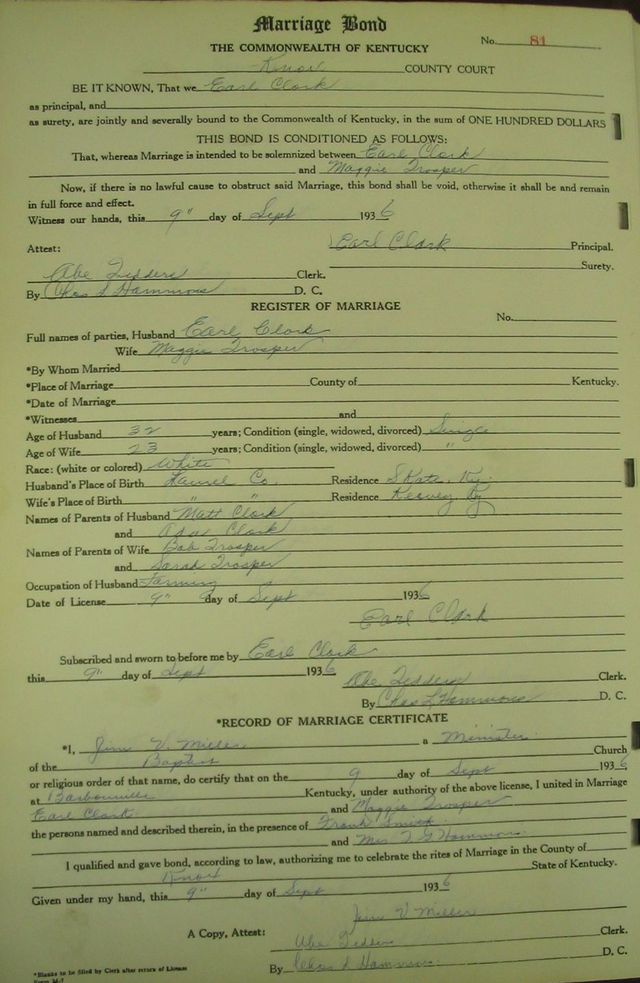 Marriage Bond
No. 81
THE COMMONWEALTH OF KENTUCKY
Knox COUNTY COURT
BE IT KNOWN, That we Earl Clark
as principal, and
as surety, are jointly and severally bound to the Commonwealth of Kentucky, in the sum of ONE HUNDRED DOLLARS
THIS BOND IS CONDITIONED AS FOLLOWS:
That, whereas Marriage is intended to be solemnized between Earl Clark
and Maggie Trosper
Now, if there is no lawful cause to obstruct said Marriage, this bond shall be void, otherwise it shall be and remain
in full force and effect.
Witness our hands, this 9" day of Sept 1936
Attest: Earl Clark Principal.
Surety.
Abe Tedders Clerk.
By Chas L Hammons D. C.
REGISTER OF MARRIAGE
No.
Full names of parties, Husband Earl Clark
Wife Maggie Trosper
*By Whom Married
*Place of Marriage County of Kentucky.
*Date of Marriage
*Witnesses and
Age of Husband 32 years; Condition (single, widowed, divorced) Single
Age of Wife 23 years; Condition (single, widowed, divorced) "
Race: (white or colored) White
Husband's Place of Birth Laurel Co. Residence Ky.
Wife's Place of Birth " " Residence Ky
Names of Parents of Husband Matt Clark
and Ada Clark
Names of Parents of Wife Bob Trosper
and Sarah Trosper
Occupation of Husband Farming
Date of License 9" day of Sept 1936
Earl Clark
Subscribed and sworn to before me by Earl Clark
this 9" day of Sept 1936
Abe Tedders Clerk.
By Chas L Hammons D. C.
*RECORD OF MARRIAGE CERTIFICATE
*I, Jim V. Miller a Minister
of the Baptist Church
or religious order of that name, do certify that on the 9 day of Sept 1936
at Barbourville Kentucky, under authority of the above license, I united in Marriage
Earl Clark and Maggie Trosper
the persons named and described therein, in the presence of Frank Smith
and Mrs. Hammons
I qualified and gave bond, according to law, authorizing me to celebrate the rites of Marriage in the County of
Knox State of Kentucky.
Given under my hand, this 9" day of Sept 1936
Jim V Miller
A Copy, Attest: Abe Tedders Clerk.
By Chas L Hammons D. C.
*Blanks to be filed by Clerk after return of License